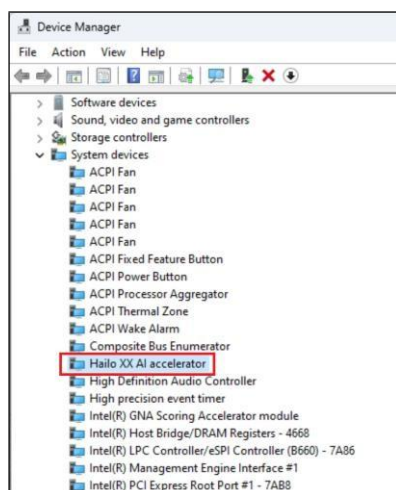 Device Manager
File Action View Help
Software devices
Sound, video and game controllers
Storage controllers
System devices
ACPI Fan
ACPI Fan
ACPI Fan
ACPI Fan
ACPI Fan
ACPI Fixed Feature Button
ACPI Power Button
ACPI Processor Aggregator
ACPI Thermal Zone
ACPI Wake Alarm
Composite Bus Enumerator
Hailo XX AI accelerator
High Definition Audio Controller
High precision event timer
Intel(R) GNA Scoring Accelerator module
Intel(R) Host Bridge/DRAM Registers - 4668
Intel(R) LPC Controller/eSPI Controller (B660) - 7A86
Intel(R) Management Engine Interface #1
Intel(R) PCI Express Root Port #1 - 7AB8